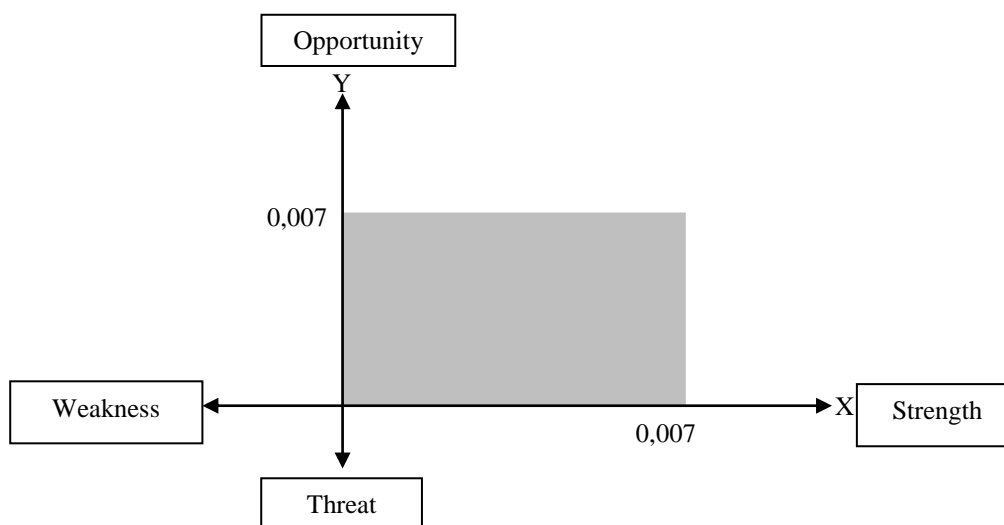 Opportunity
Y
0,007
Weakness
X
Strength
0,007
Threat